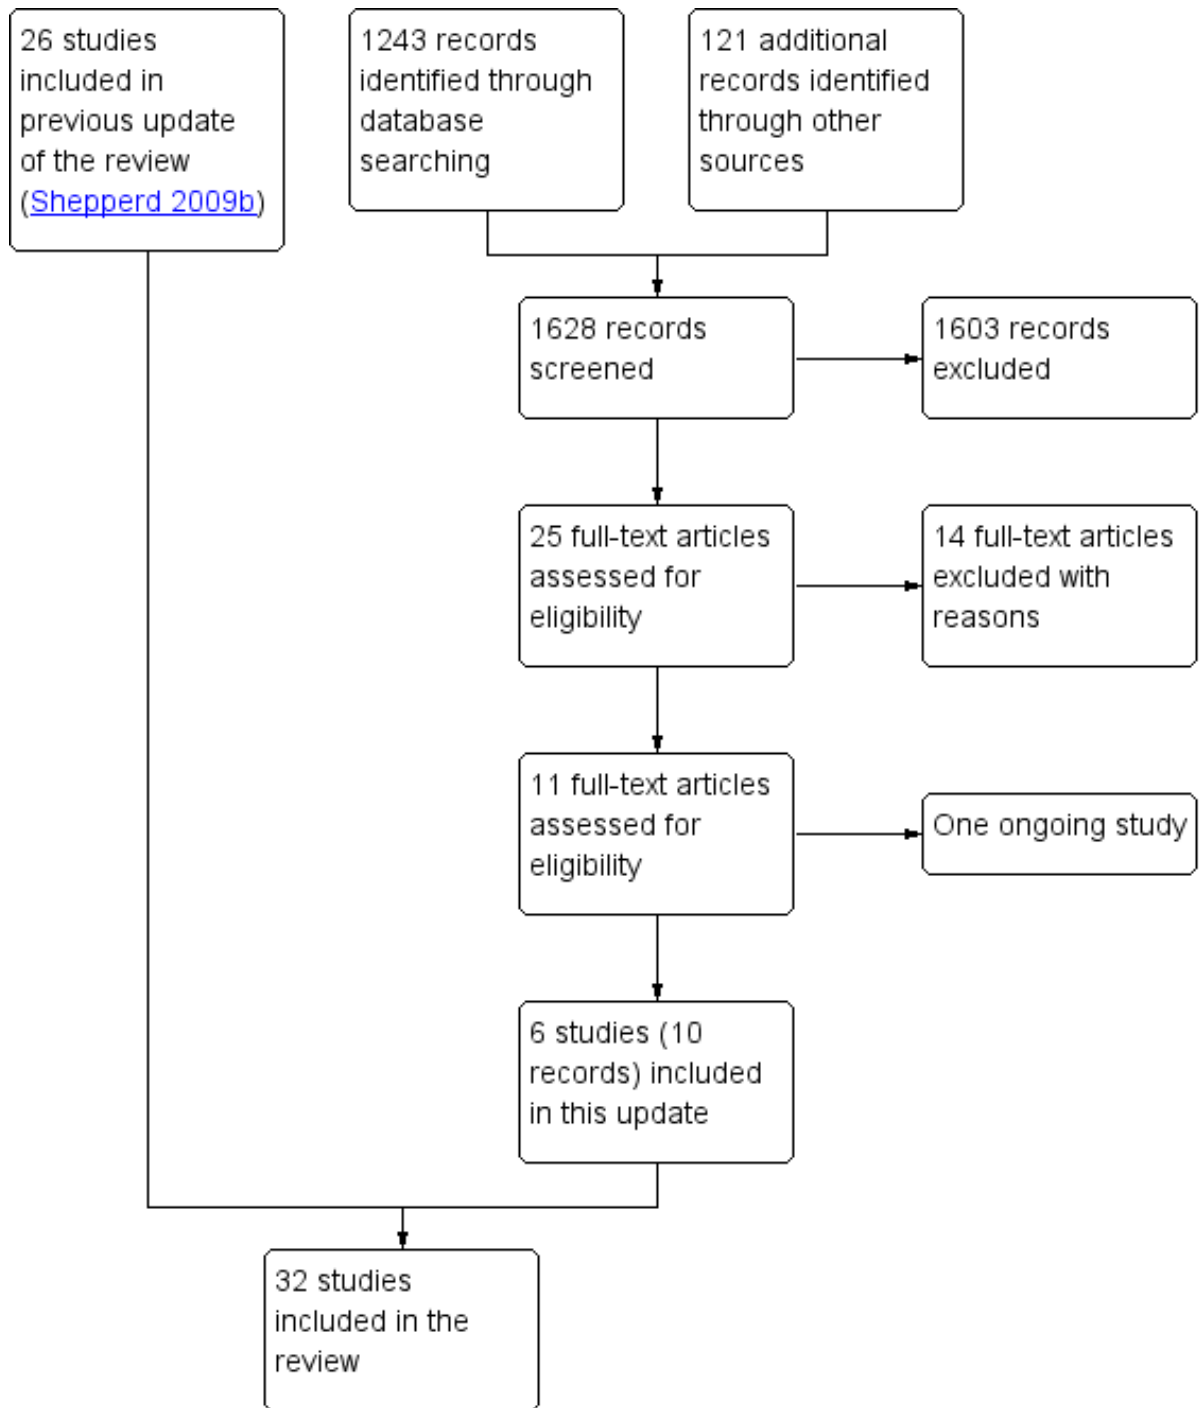 26 studies
included in
previous update
of the review
(Shepperd 2009b)
1243 records
identified through
database
searching
121 additional
records identified
through other
sources
1628 records
screened
1603 records
excluded
25 full-text articles
assessed for
eligibility
14 full-text articles
excluded with
reasons
11 full-text articles
assessed for
eligibility
One ongoing study
6 studies (10
records) included
in this update
32 studies
included in the
review